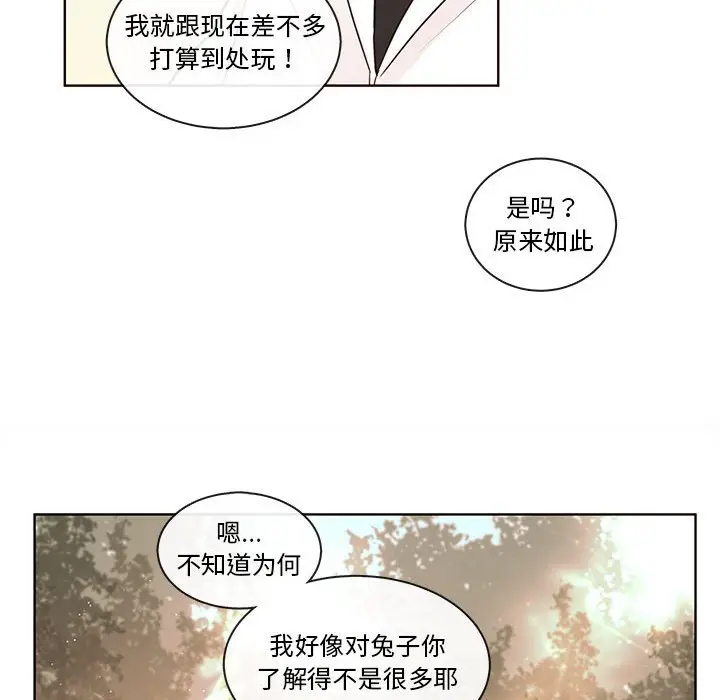 我就跟现在差不多
打算到处玩！
是吗？
原来如此
嗯…
不知道为何
我好像对兔子你
了解得不是很多耶